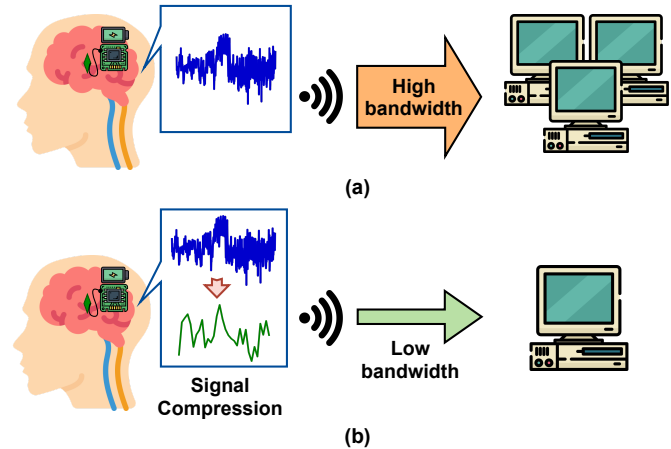 High
bandwidth
(a)
Low
bandwidth
Signal
Compression
(b)